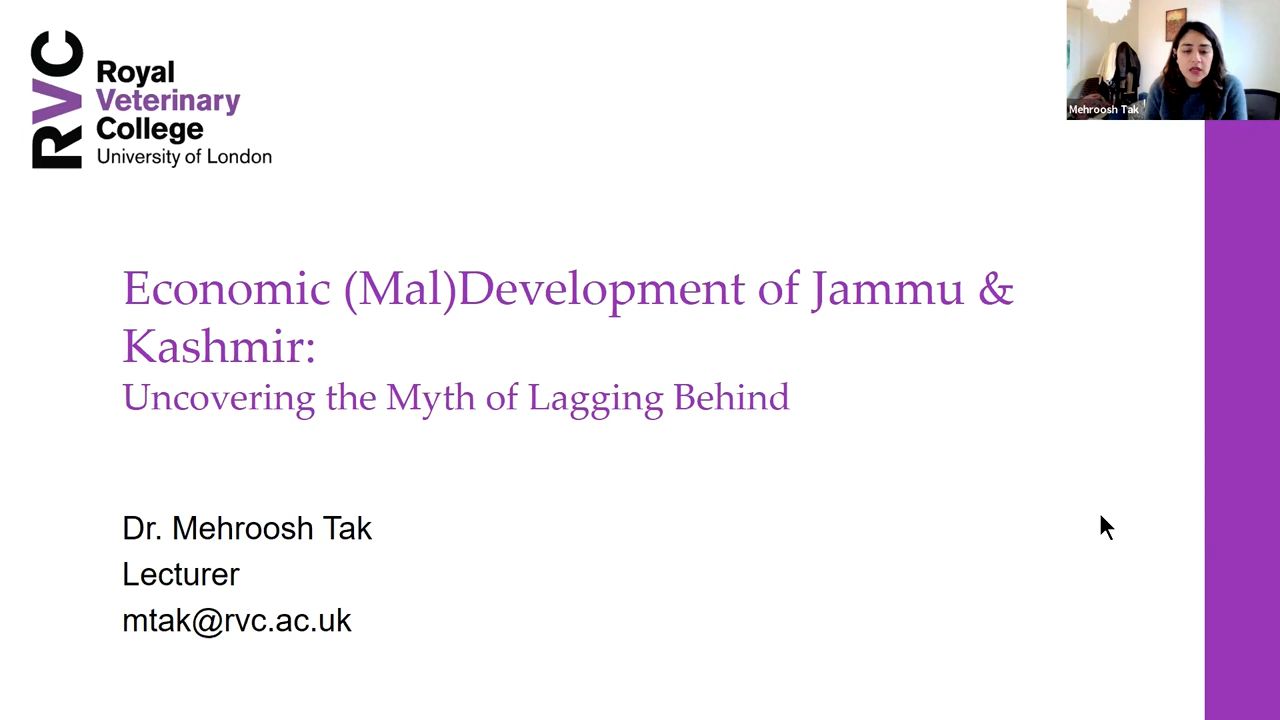 RVC
Royal
Veterinary
College
University of London
Mehroosh Tak
Economic (Mal)Development of Jammu &
Kashmir:
Uncovering the Myth of Lagging Behind
Dr. Mehroosh Tak
Lecturer
mtak@rvc.ac.uk